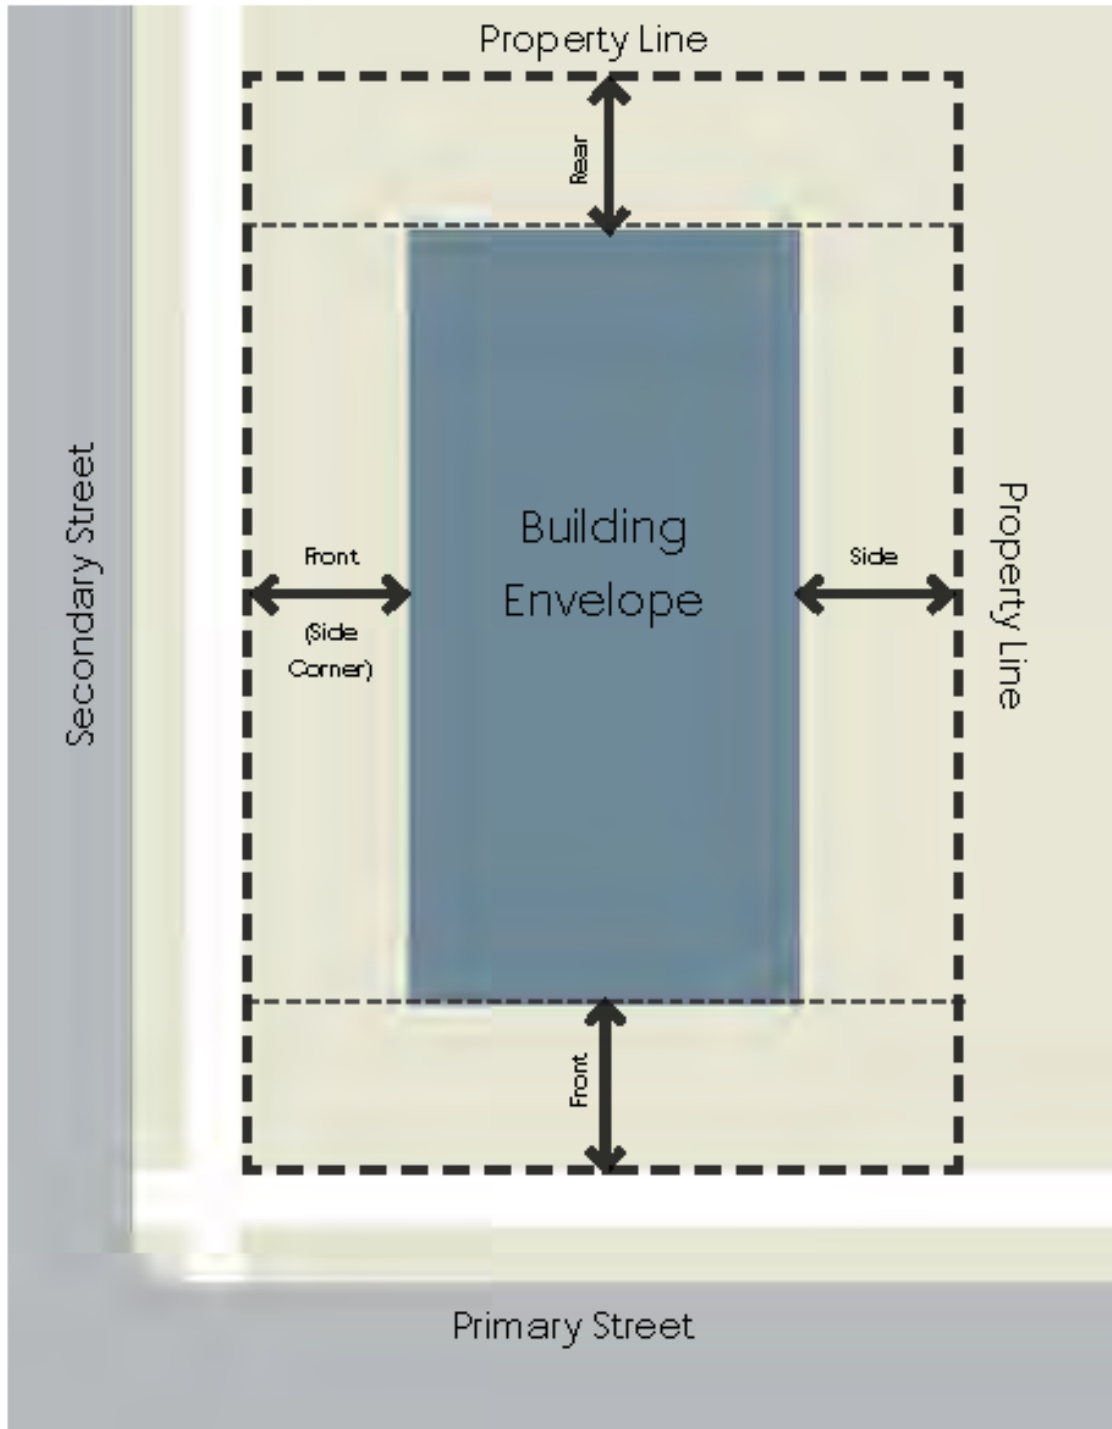 Property Line
Rear
Secondary Street
Front
(Side
Corner)
Building
Envelope
Side
Property Line
Front
Primary Street